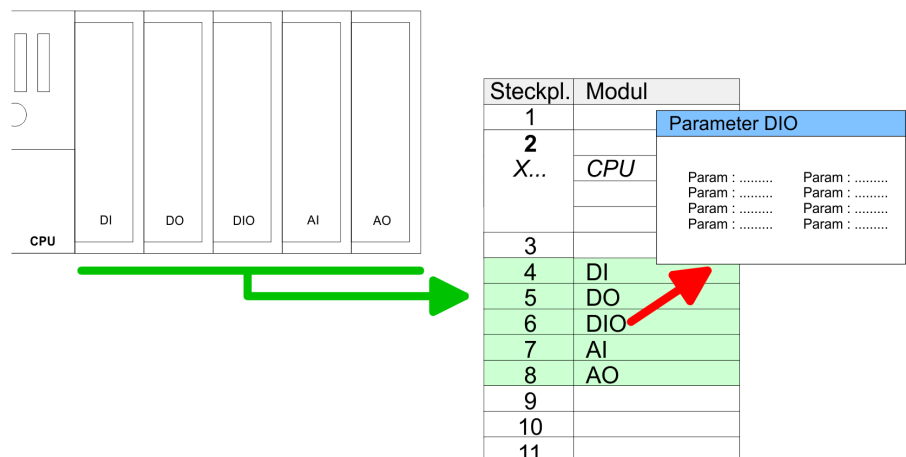 DI DO DIO AI AO
CPU
Steckpl. Modul
1
2
X... CPU
3
4 DI
5 DO
6 DIO
7 AI
8 AO
9
10
11
Parameter DIO
Param : ......... Param : .........
Param : ......... Param : .........
Param : ......... Param : .........
Param : ......... Param : .........